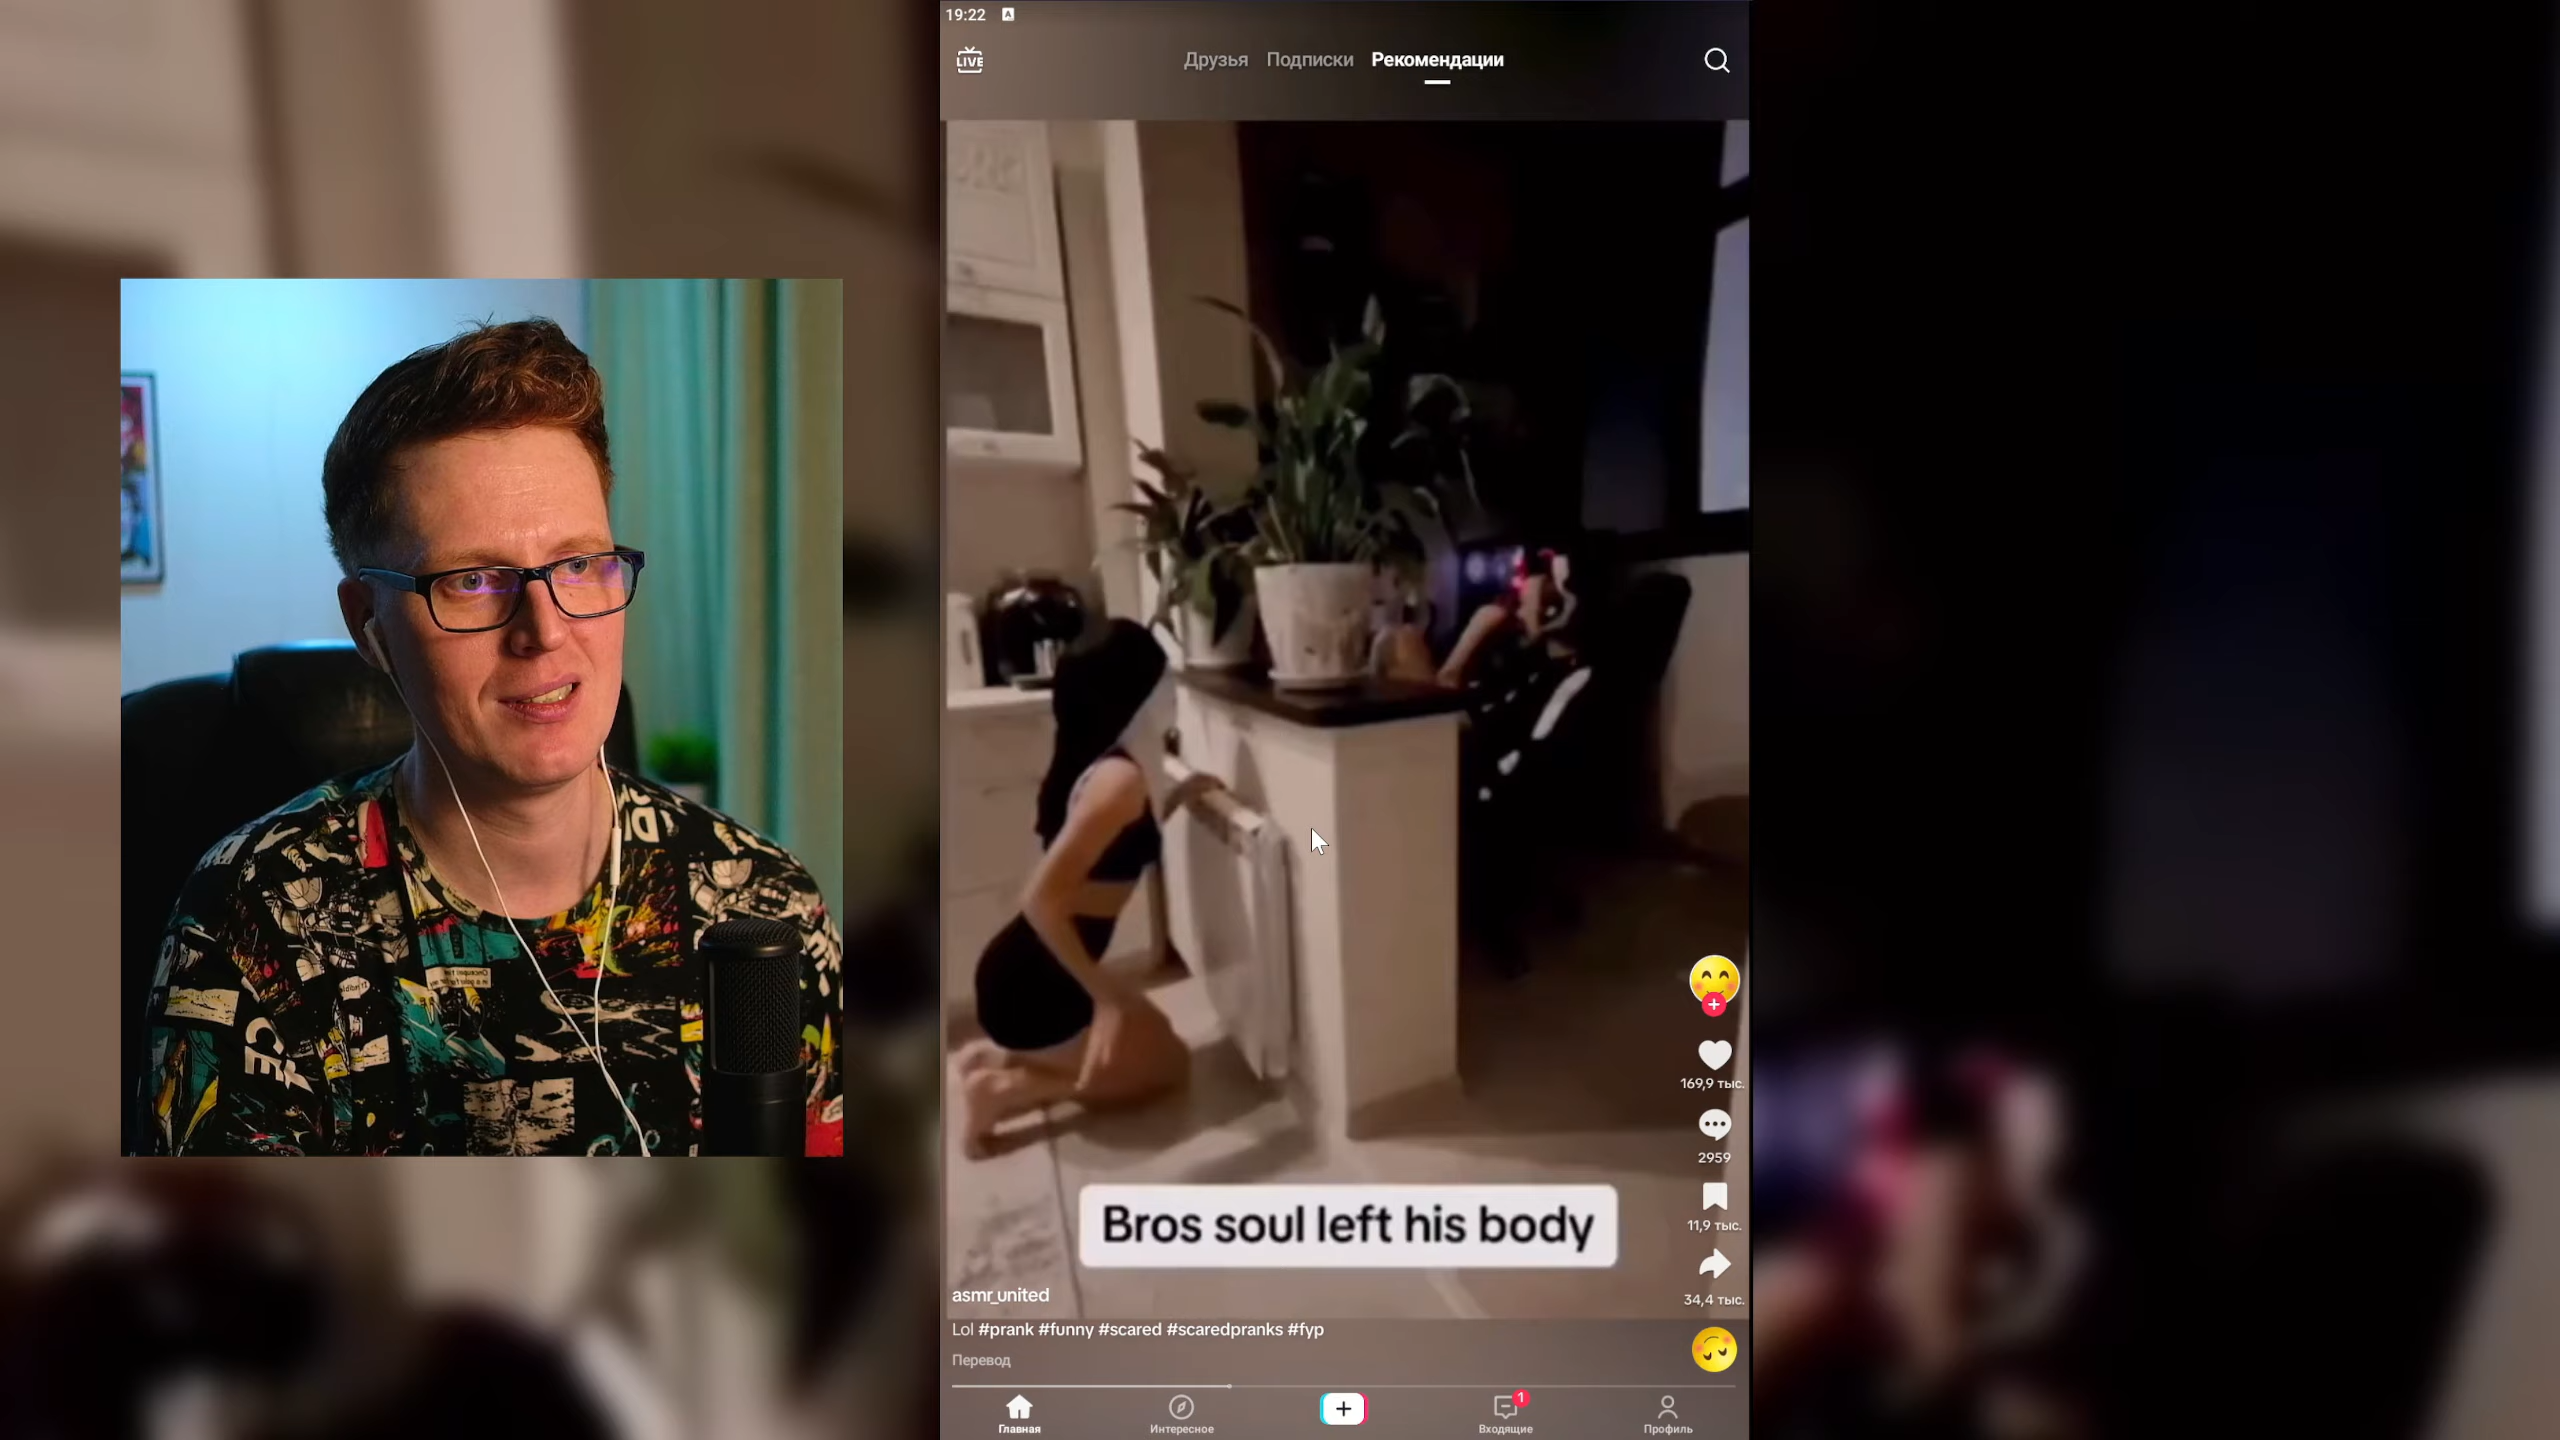 19:22
LIVE
Друзья Подписки Рекомендации
Bros soul left his body
asmr_united
Lol #prank #funny #scared #scaredpranks #fyp
Перевод
169,9 тыс.
2959
11,9 тыс.
34,4 тыс.
1
Главная Интересное Входящие Профиль